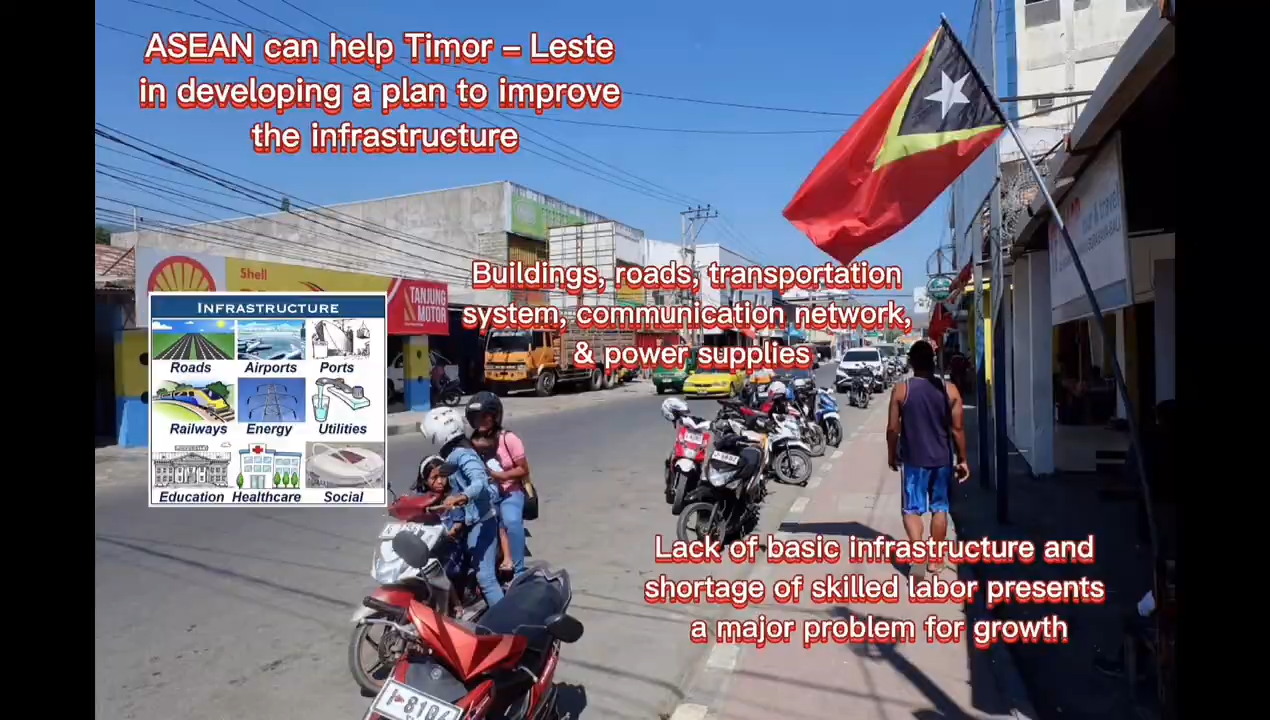 ASEAN can help Timor – Leste
in developing a plan to improve
the infrastructure
Buildings, roads, transportation
system, communication network,
& power supplies
Shell
TANJUNG
MOTOR
INFRASTRUCTURE
Roads Airports Ports
Railways Energy Utilities
Education Healthcare Social
Lack of basic infrastructure and
shortage of skilled labor presents
a major problem for growth